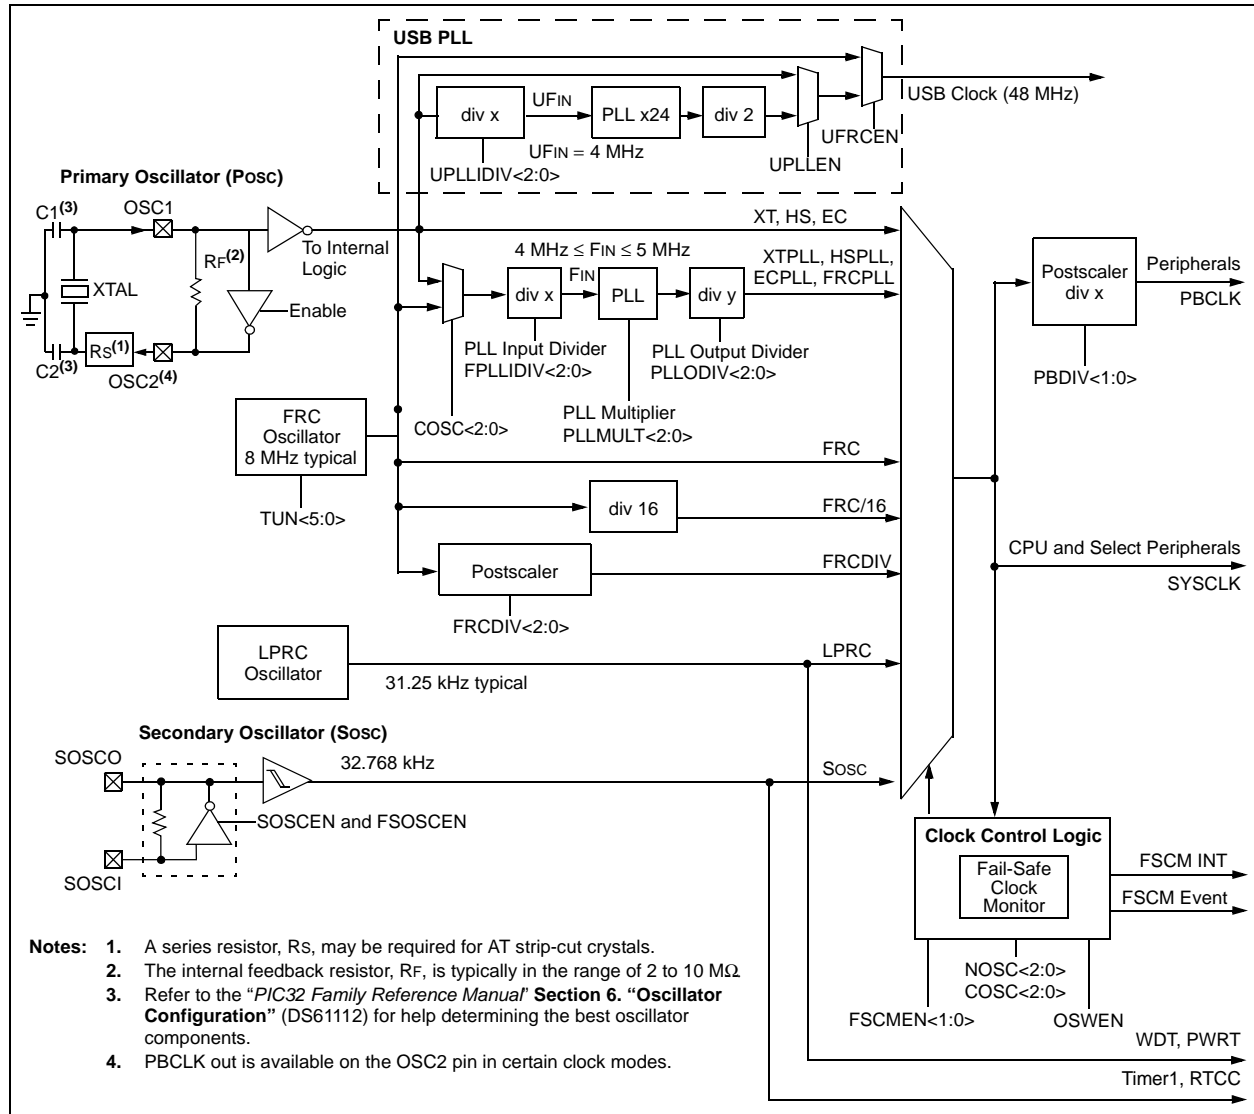 USB PLL
USB Clock (48 MHz)
div x
UFIN
PLL x24
div 2
UFIN = 4 MHz
UFRCEN
UPLLEN
UPLLIDIV<2:0>
Primary Oscillator (POSC)
C1(3)
OSC1
XTAL
RF(2)
To Internal
Logic
Enable
RS(1)
C2(3)
OSC2(4)
XT, HS, EC
4 MHz ≤ FIN ≤ 5 MHz
FIN
XTPLL, HSPLL,
ECPLL, FRCPLL
div x
PLL
div y
PLL Input Divider
FPLLIDIV<2:0>
PLL Output Divider
PLLODIV<2:0>
COSC<2:0>
PLL Multiplier
PLLMULT<2:0>
Postscaler
div x
Peripherals
PBCLK
PBDIV<1:0>
FRC
Oscillator
8 MHz typical
TUN<5:0>
FRC
div 16
FRC/16
Postscaler
FRCDIV
FRCDIV<2:0>
CPU and Select Peripherals
SYSCLK
LPRC
Oscillator
31.25 kHz typical
LPRC
Secondary Oscillator (SOSC)
SOSCO
32.768 kHz
SOSC
SOSCEN and FSOSCEN
SOSCI
Clock Control Logic
Fail-Safe
Clock
Monitor
FSCM INT
FSCM Event
NOSC<2:0>
COSC<2:0>
FSCMEN<1:0>
OSWEN
WDT, PWRT
Timer1, RTCC
Notes: 1. A series resistor, RS, may be required for AT strip-cut crystals.
2. The internal feedback resistor, RF, is typically in the range of 2 to 10 MΩ
3. Refer to the “PIC32 Family Reference Manual” Section 6. “Oscillator
Configuration” (DS61112) for help determining the best oscillator
components.
4. PBCLK out is available on the OSC2 pin in certain clock modes.